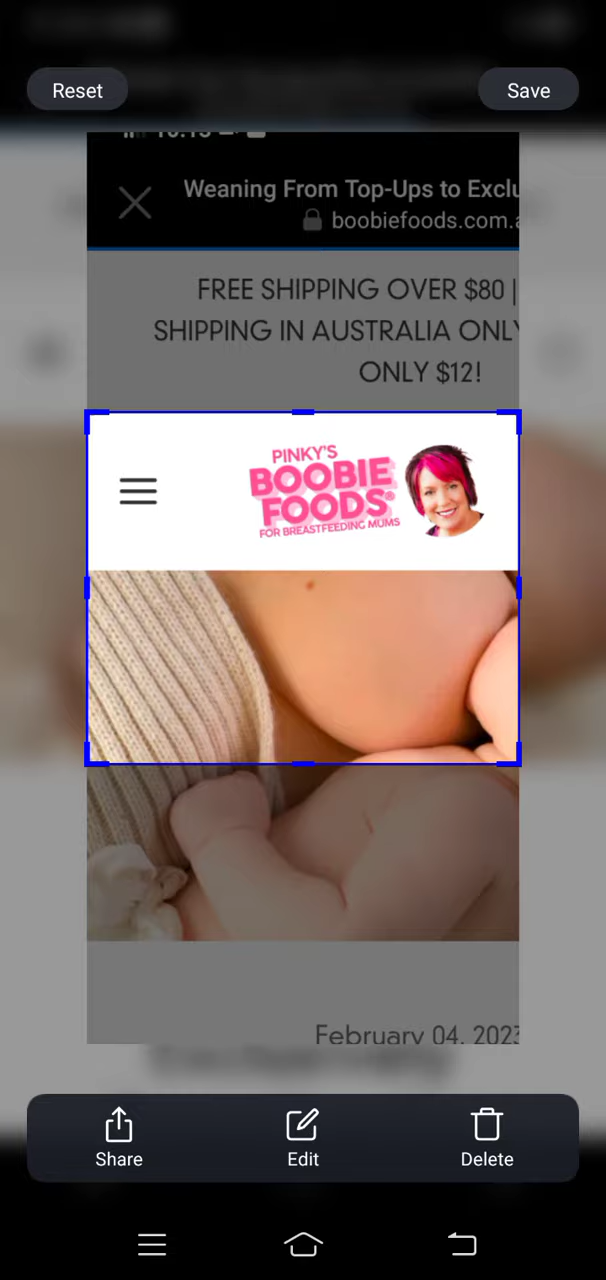 Reset
Save
Weaning From Top-Ups to Exclu
boobiefoods.com.a
FREE SHIPPING OVER $80 |
SHIPPING IN AUSTRALIA ONLY
ONLY $12!
PINKY'S
BOOBIE
FOODS®
FOR BREASTFEEDING MUMS
February 04, 2023
Share
Edit
Delete